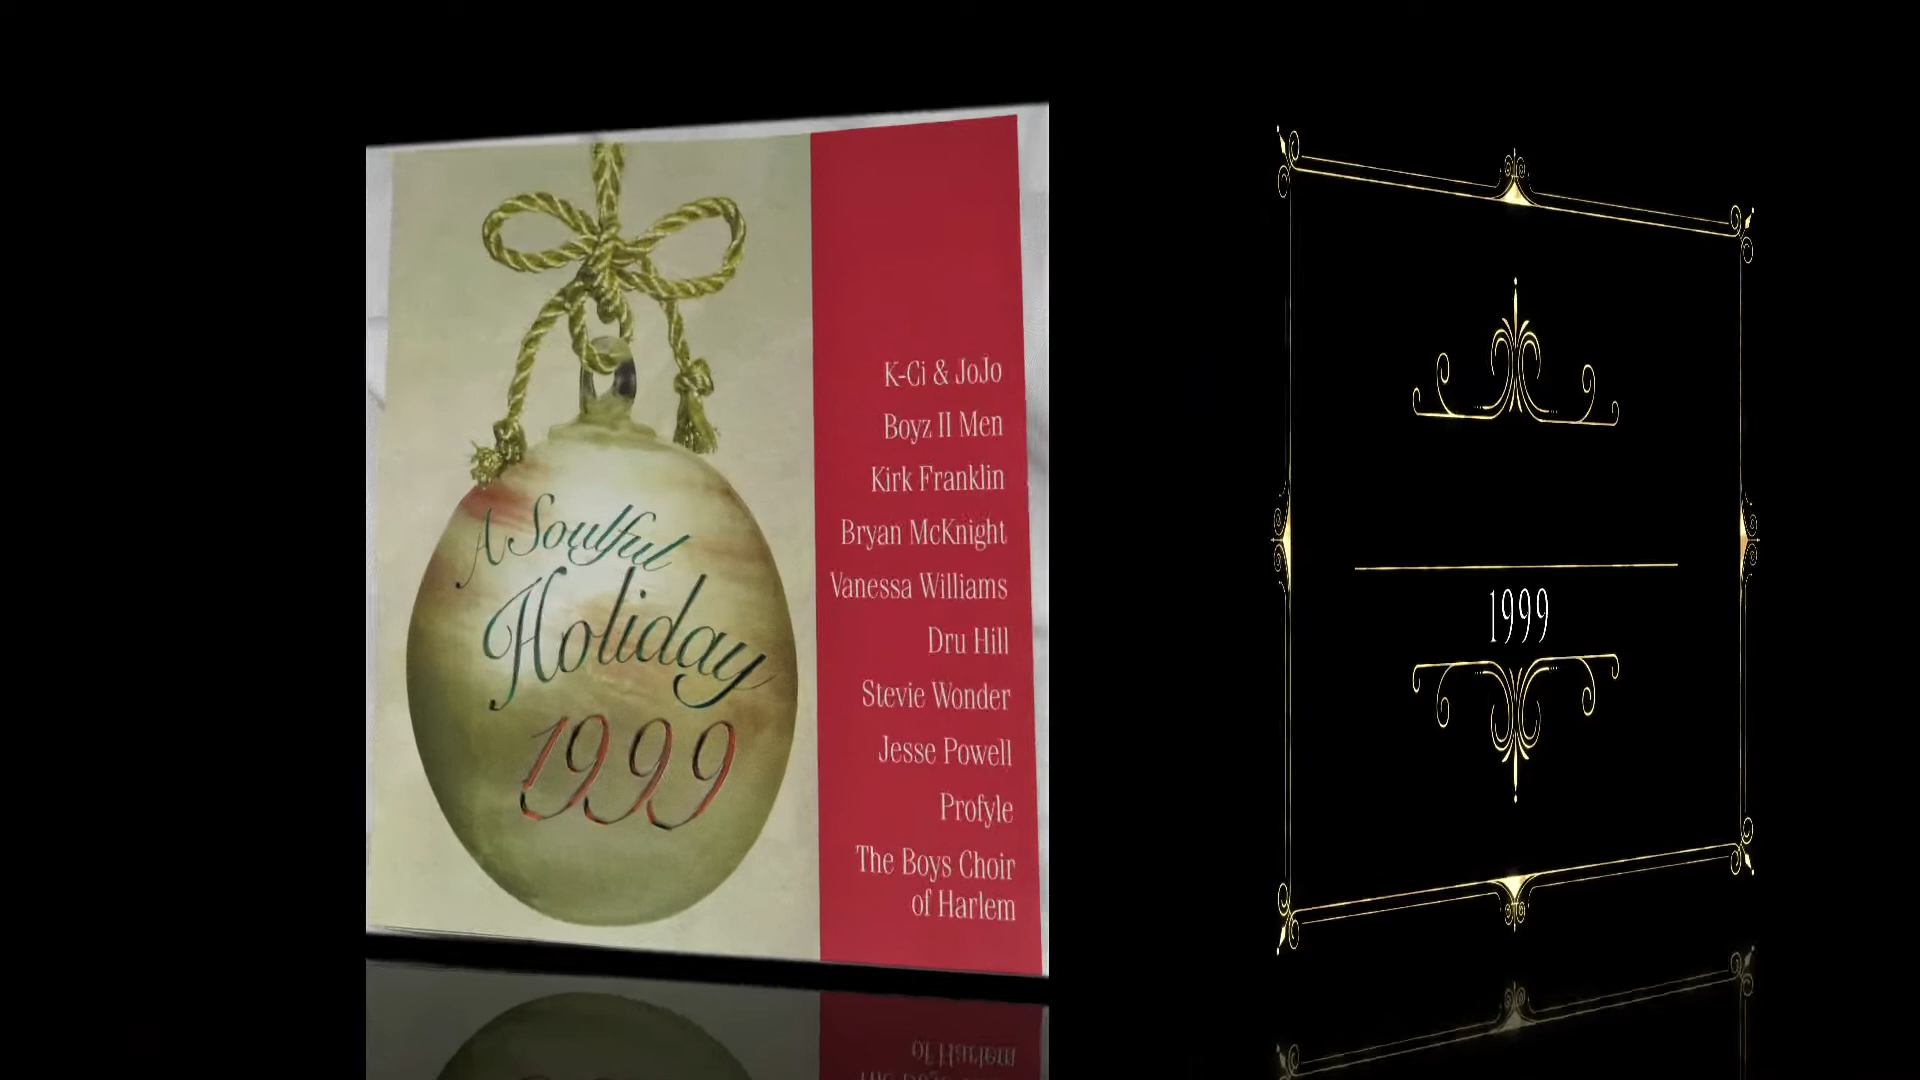 A Soulful
Holiday
1999
K-Ci & JoJo
Boyz II Men
Kirk Franklin
Bryan McKnight
Vanessa Williams
Dru Hill
Stevie Wonder
Jesse Powell
Profyle
The Boys Choir
of Harlem
1999